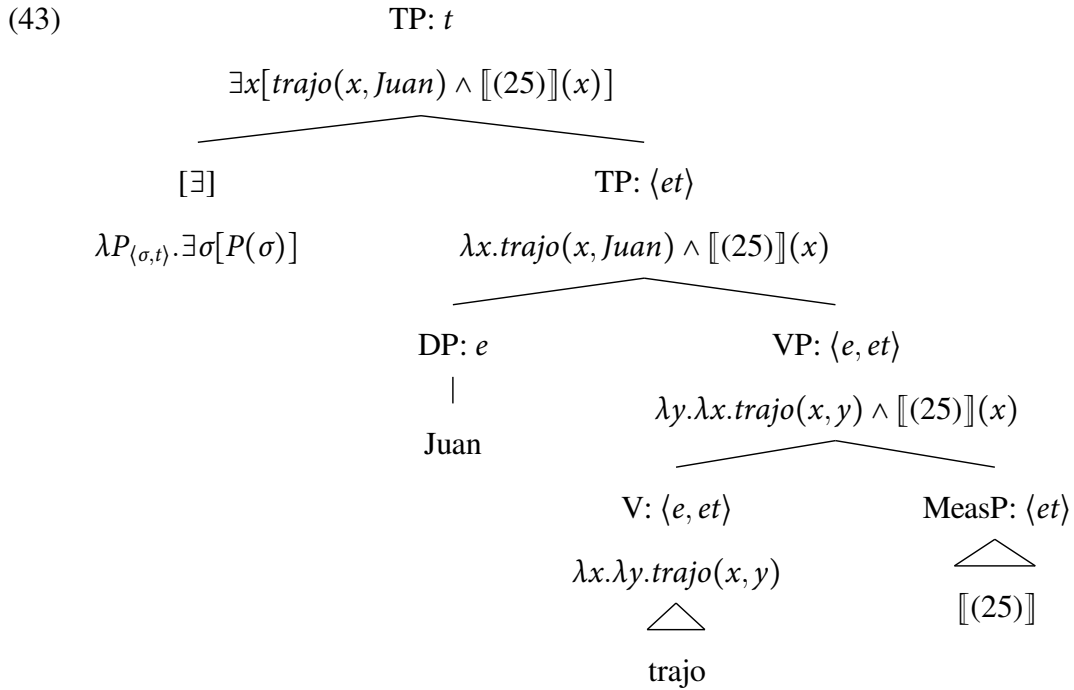 (43) TP: t
∃x[trajo(x, Juan) ∧ ⟦(25)⟧(x)]
[∃] TP: ⟨et⟩
λP⟨σ,t⟩.∃σ[P(σ)] λx.trajo(x, Juan) ∧ ⟦(25)⟧(x)
DP: e VP: ⟨e, et⟩
λy.λx.trajo(x, y) ∧ ⟦(25)⟧(x)
Juan
V: ⟨e, et⟩ MeasP: ⟨et⟩
λx.λy.trajo(x, y)
⟦(25)⟧
trajo